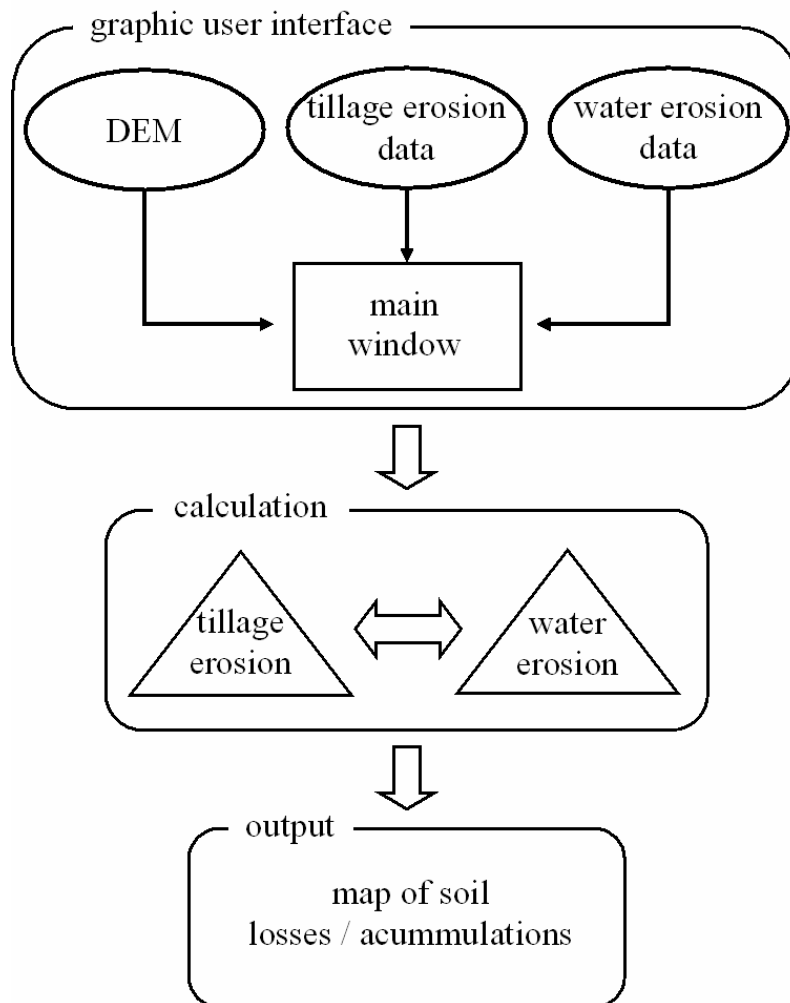 graphic user interface
DEM
tillage erosion
data
water erosion
data
main
window
calculation
tillage
erosion
water
erosion
output
map of soil
losses / acummulations